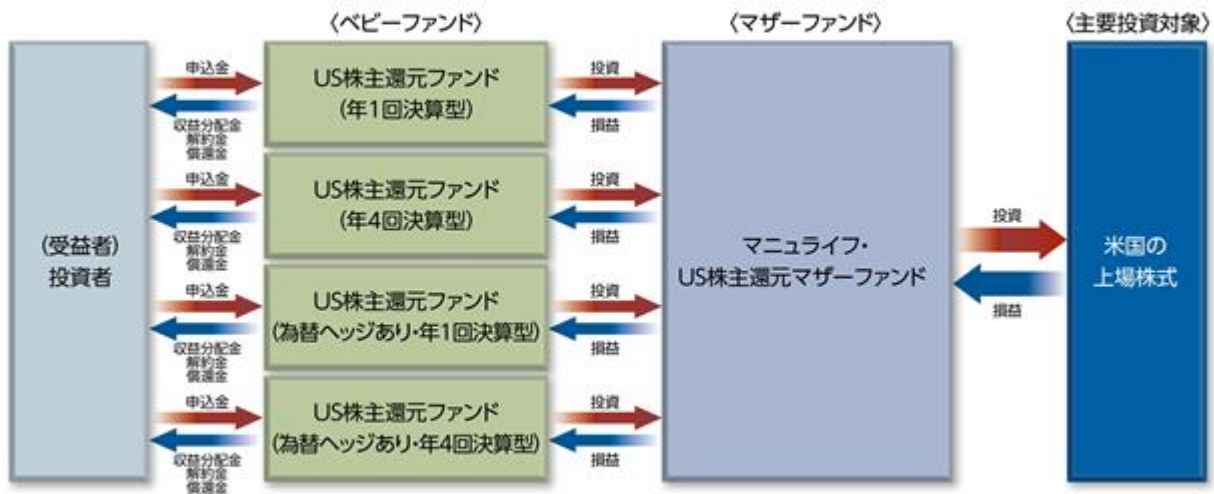 〈ベビーファンド〉
〈マザーファンド〉
〈主要投資対象〉
(受益者)
投資者
申込金
収益分配金
解約金
償還金
US株主還元ファンド
(年1回決算型)
投資
損益
申込金
収益分配金
解約金
償還金
US株主還元ファンド
(年4回決算型)
投資
損益
申込金
収益分配金
解約金
償還金
US株主還元ファンド
(為替ヘッジあり・年1回決算型)
投資
損益
申込金
収益分配金
解約金
償還金
US株主還元ファンド
(為替ヘッジあり・年4回決算型)
投資
損益
マニュライフ・
US株主還元マザーファンド
投資
損益
米国の
上場株式